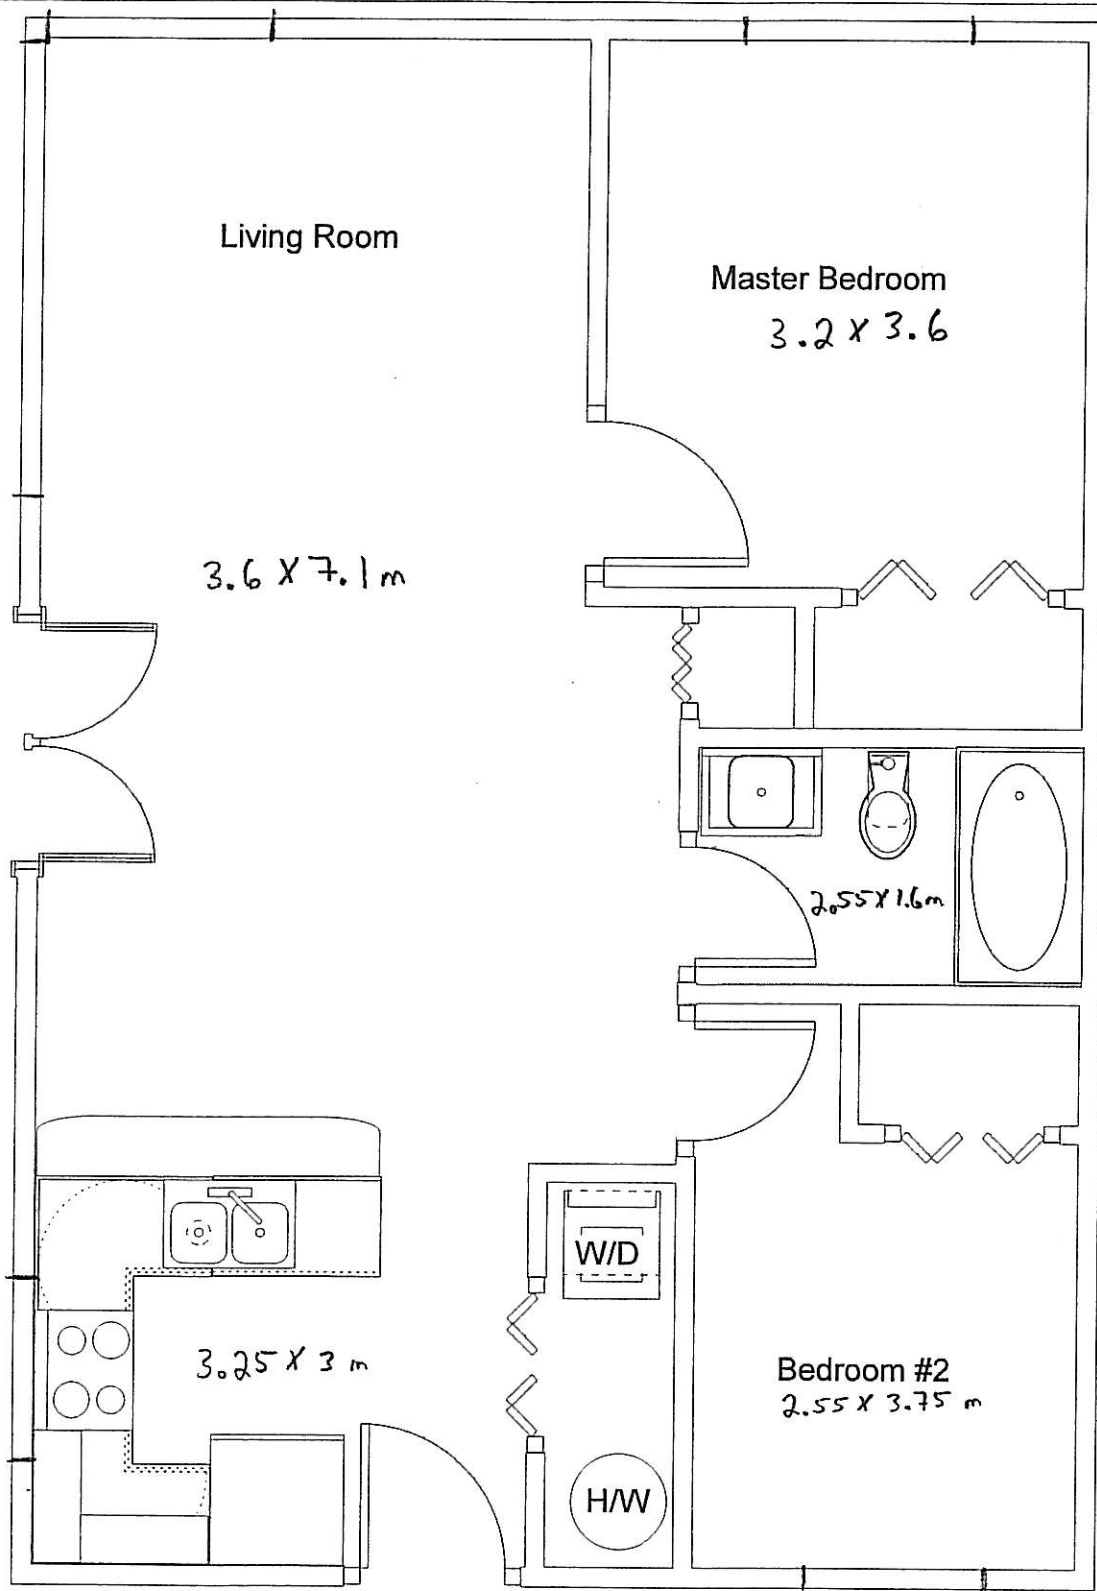 Living Room
Master Bedroom
3.2 X 3.6
3.6 X 7.1 m
2.55 X 1.6 m
W/D
3.25 X 3 m
Bedroom #2
2.55 X 3.75 m
H/W